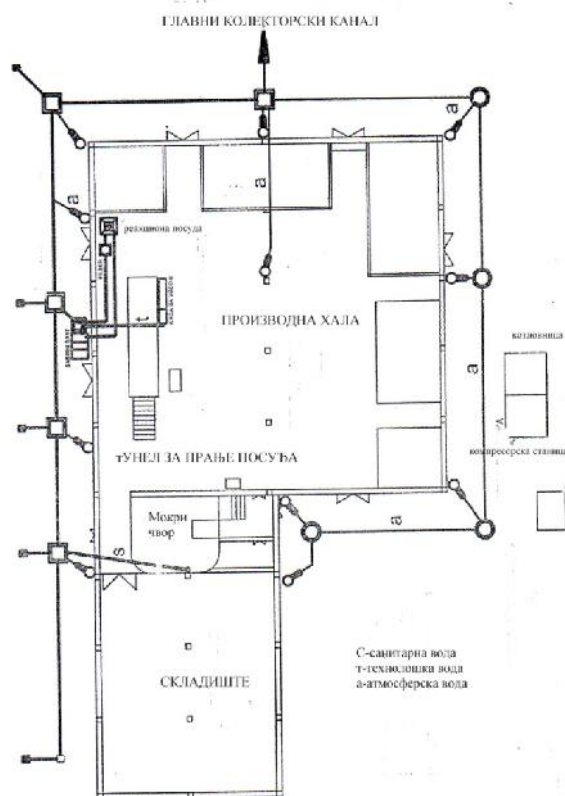 ГЛАВНИ КОЛЕКТОРСКИ КАНАЛ
a
a
a
реакциона посуда
t
ПРОИЗВОДНА ХАЛА
a
котловница
компресорска станица
тУНЕЛ ЗА ПРАЊЕ ПОСУЂА
Мокри
чвор
s
a
СКЛАДИШТЕ
С-санитарна вода
т-технолошка вода
а-атмосферска вода